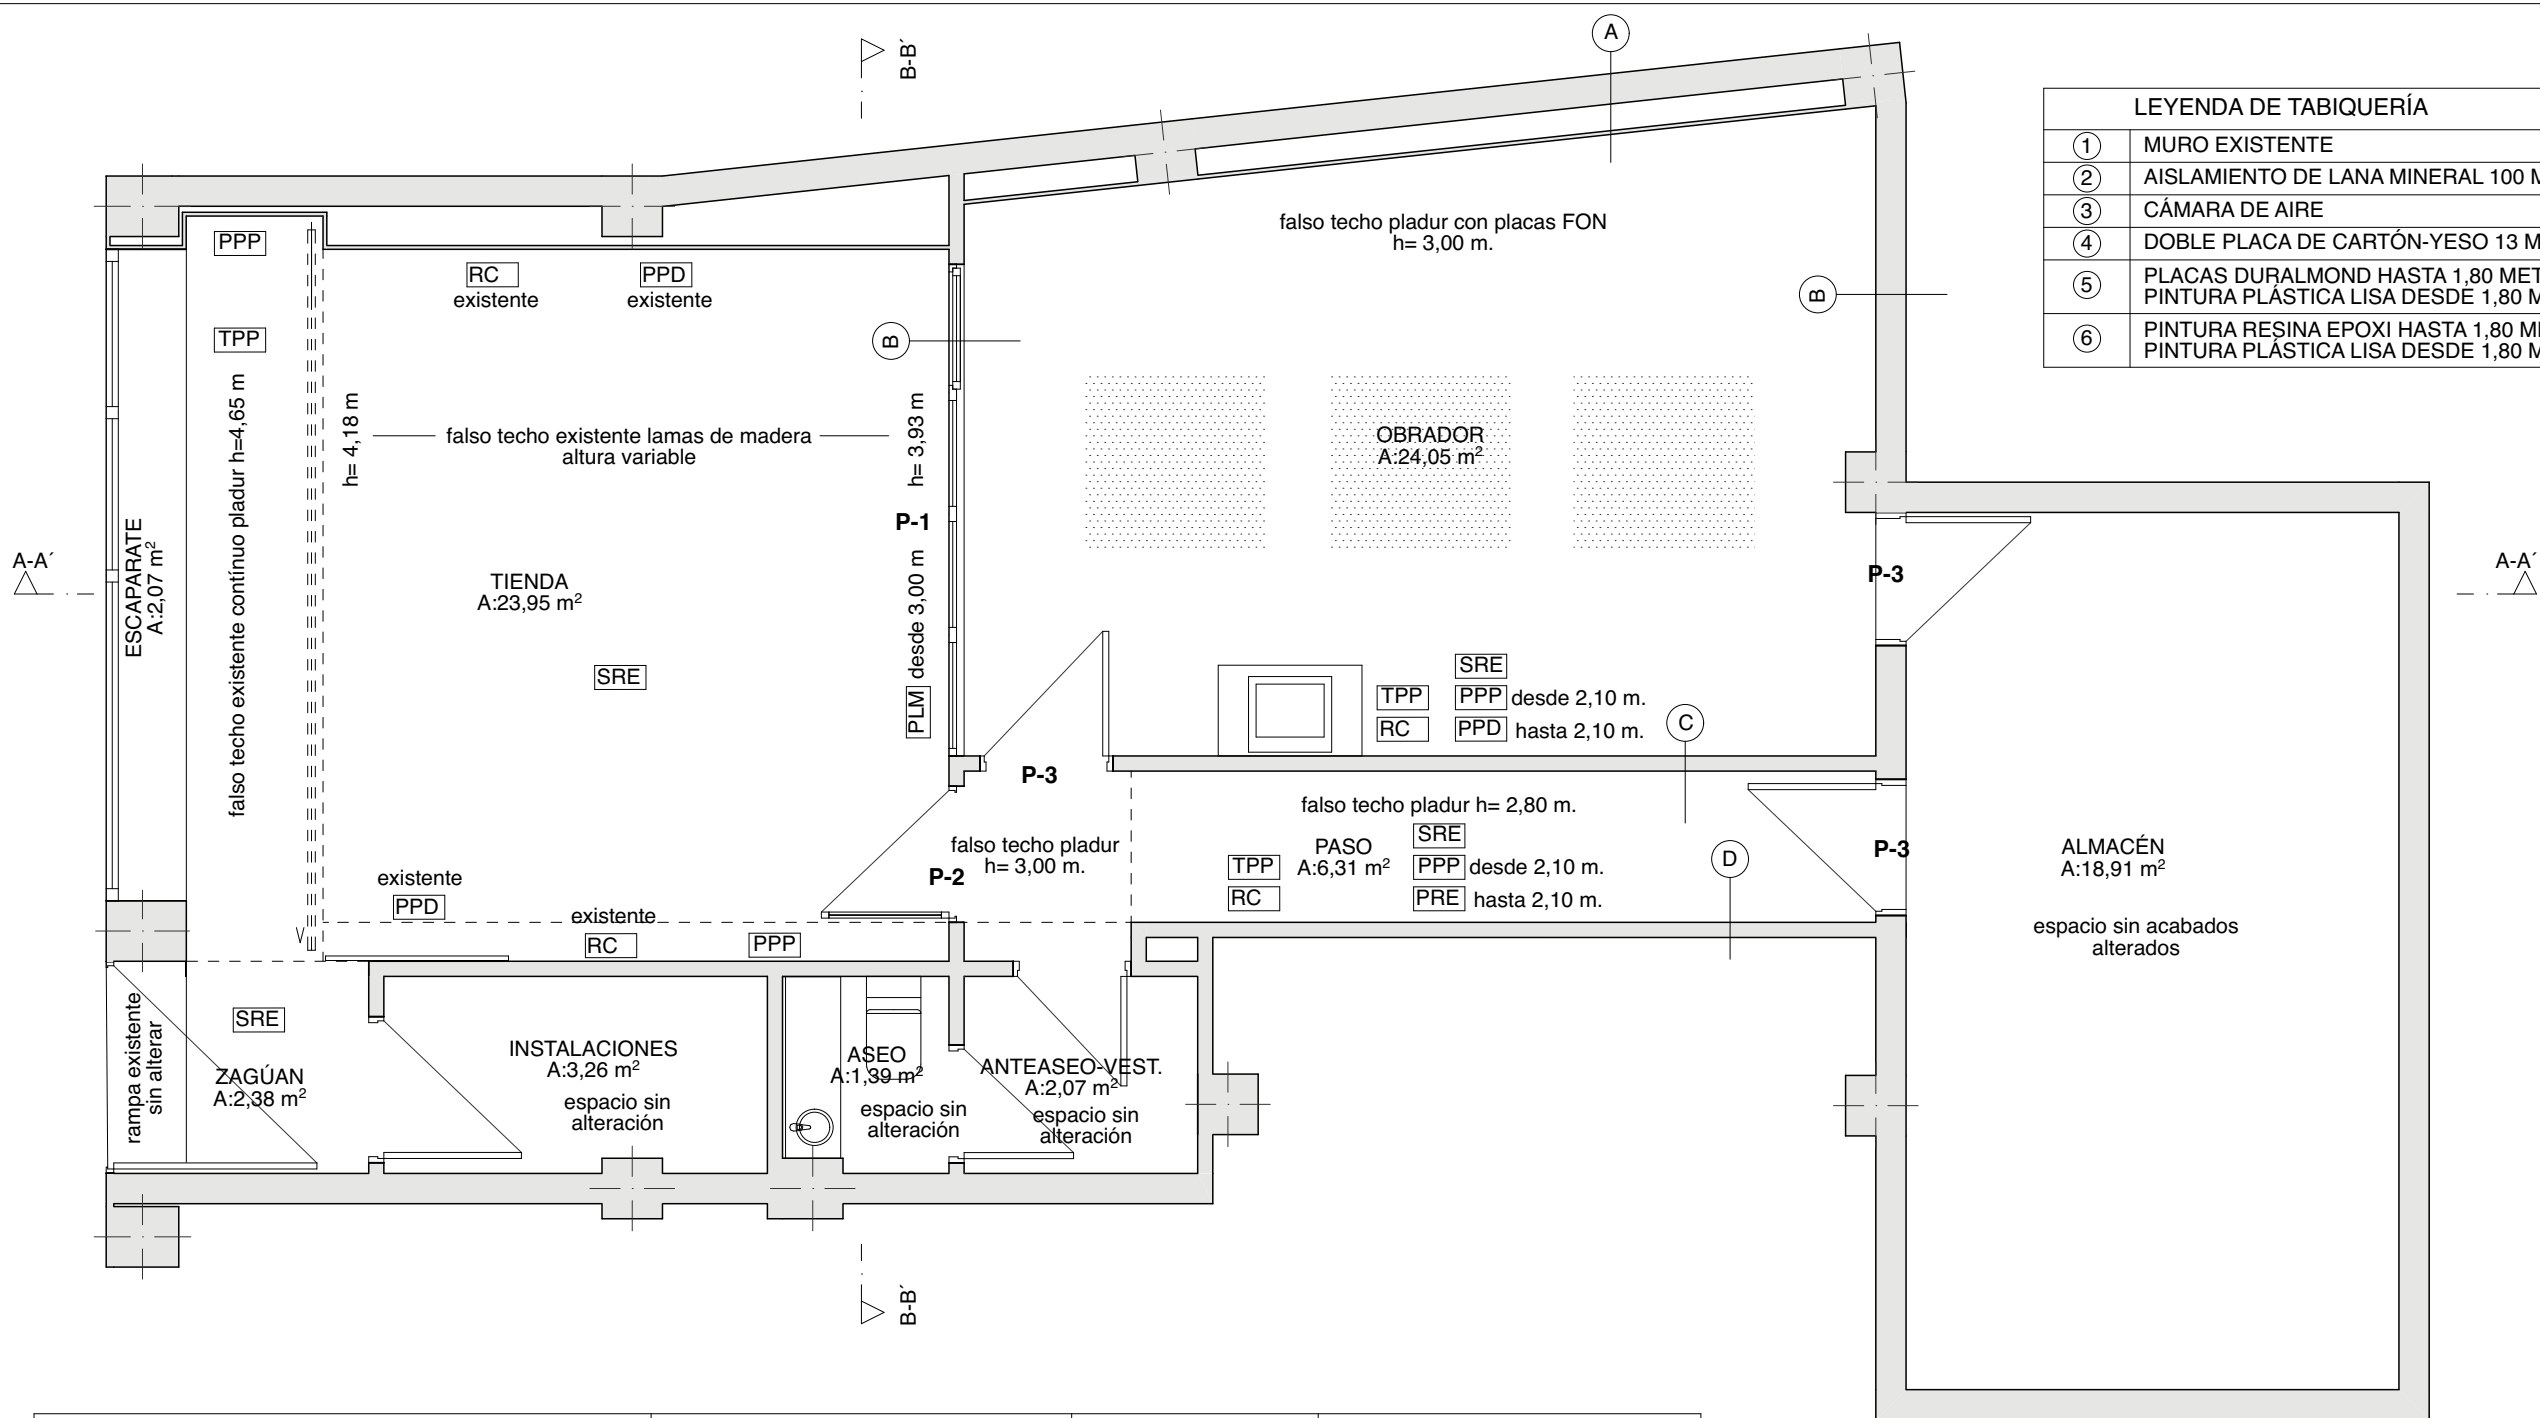 B-B´
A
LEYENDA DE TABIQUERÍA
1 MURO EXISTENTE
2 AISLAMIENTO DE LANA MINERAL 100
3 CÁMARA DE AIRE
4 DOBLE PLACA DE CARTÓN-YESO 13
5 PLACAS DURALMOND HASTA 1,80
PINTURA PLÁSTICA LISA DESDE 1,80
6 PINTURA RESINA EPOXI HASTA 1,80
PINTURA PLÁSTICA LISA DESDE 1,80
falso techo pladur con placas FON
h= 3,00 m.
PPP
RC
existente
PPD
existente
TPP
B
B
falso techo existente continuo pladur h=4,65 m
h= 4,18 m
falso techo existente lamas de madera
altura variable
h= 3,93 m
OBRADOR
A:24,05 m²
P-1
ESCAPARATE
A:2,07 m²
A-A´
A-A´
TIENDA
A:23,95 m²
P-3
SRE
PLM desde 3,00 m
SRE
TPP
PPP desde 2,10 m.
RC
PPD hasta 2,10 m.
C
P-3
falso techo pladur h= 2,80 m.
falso techo pladur
h= 3,00 m.
P-2
SRE
PASO
A:6,31 m²
TPP
PPP desde 2,10 m.
RC
PRE hasta 2,10 m.
D
P-3
ALMACÉN
A:18,91 m²
espacio sin acabados
alterados
existente
PPD
existente
RC
PPP
rampa existente
sin alterar
SRE
ZAGÚAN
A:2,38 m²
INSTALACIONES
A:3,26 m²
espacio sin
alteración
ASEO
A:1,39 m²
espacio sin
alteración
ANTEASEO-VEST.
A:2,07 m²
espacio sin
alteración
B-B´